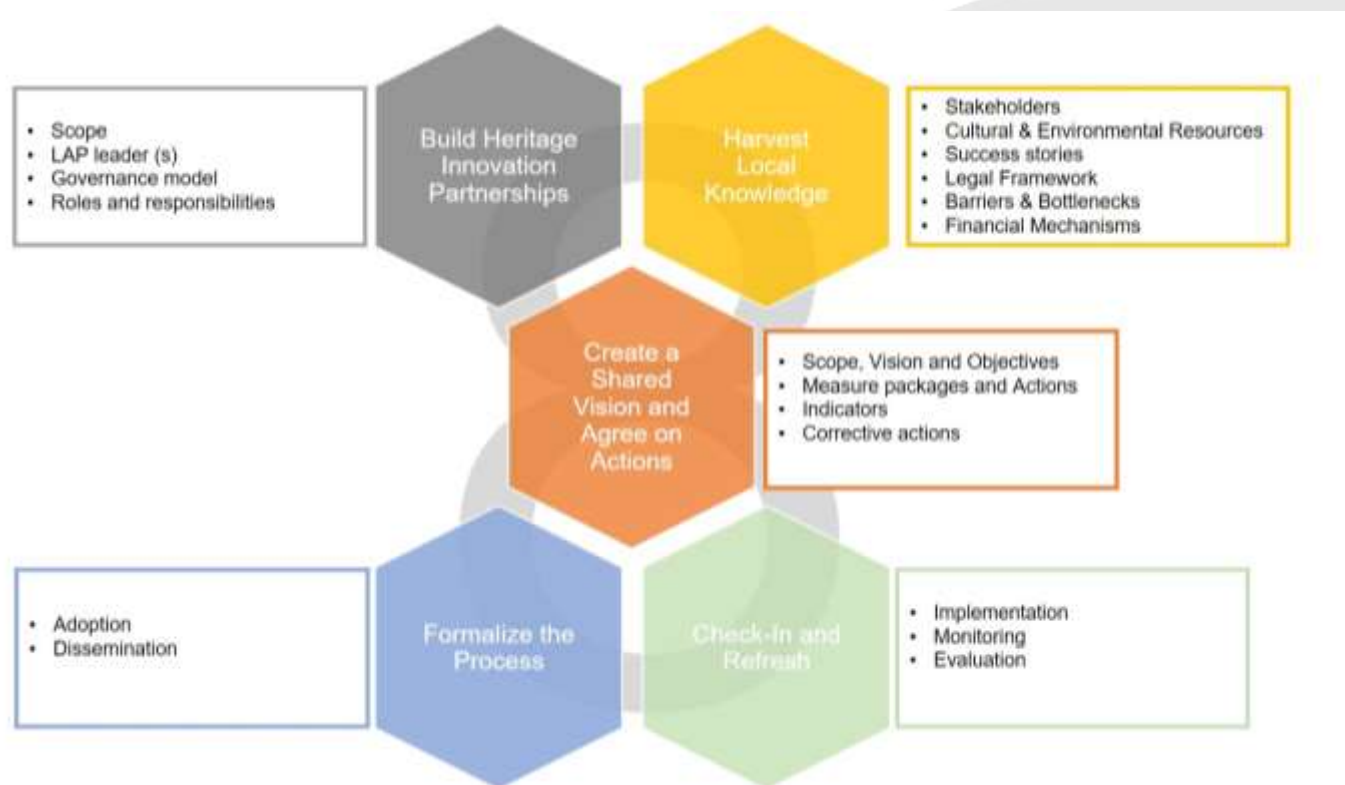 Build Heritage
Innovation
Partnerships
• Scope
• LAP leader (s)
• Governance model
• Roles and responsibilities
Harvest
Local
Knowledge
• Stakeholders
• Cultural & Environmental Resources
• Success stories
• Legal Framework
• Barriers & Bottlenecks
• Financial Mechanisms
Create a
Shared
Vision and
Agree on
Actions
• Scope, Vision and Objectives
• Measure packages and Actions
• Indicators
• Corrective actions
Formalize the
Process
• Adoption
• Dissemination
Check-In and
Refresh
• Implementation
• Monitoring
• Evaluation